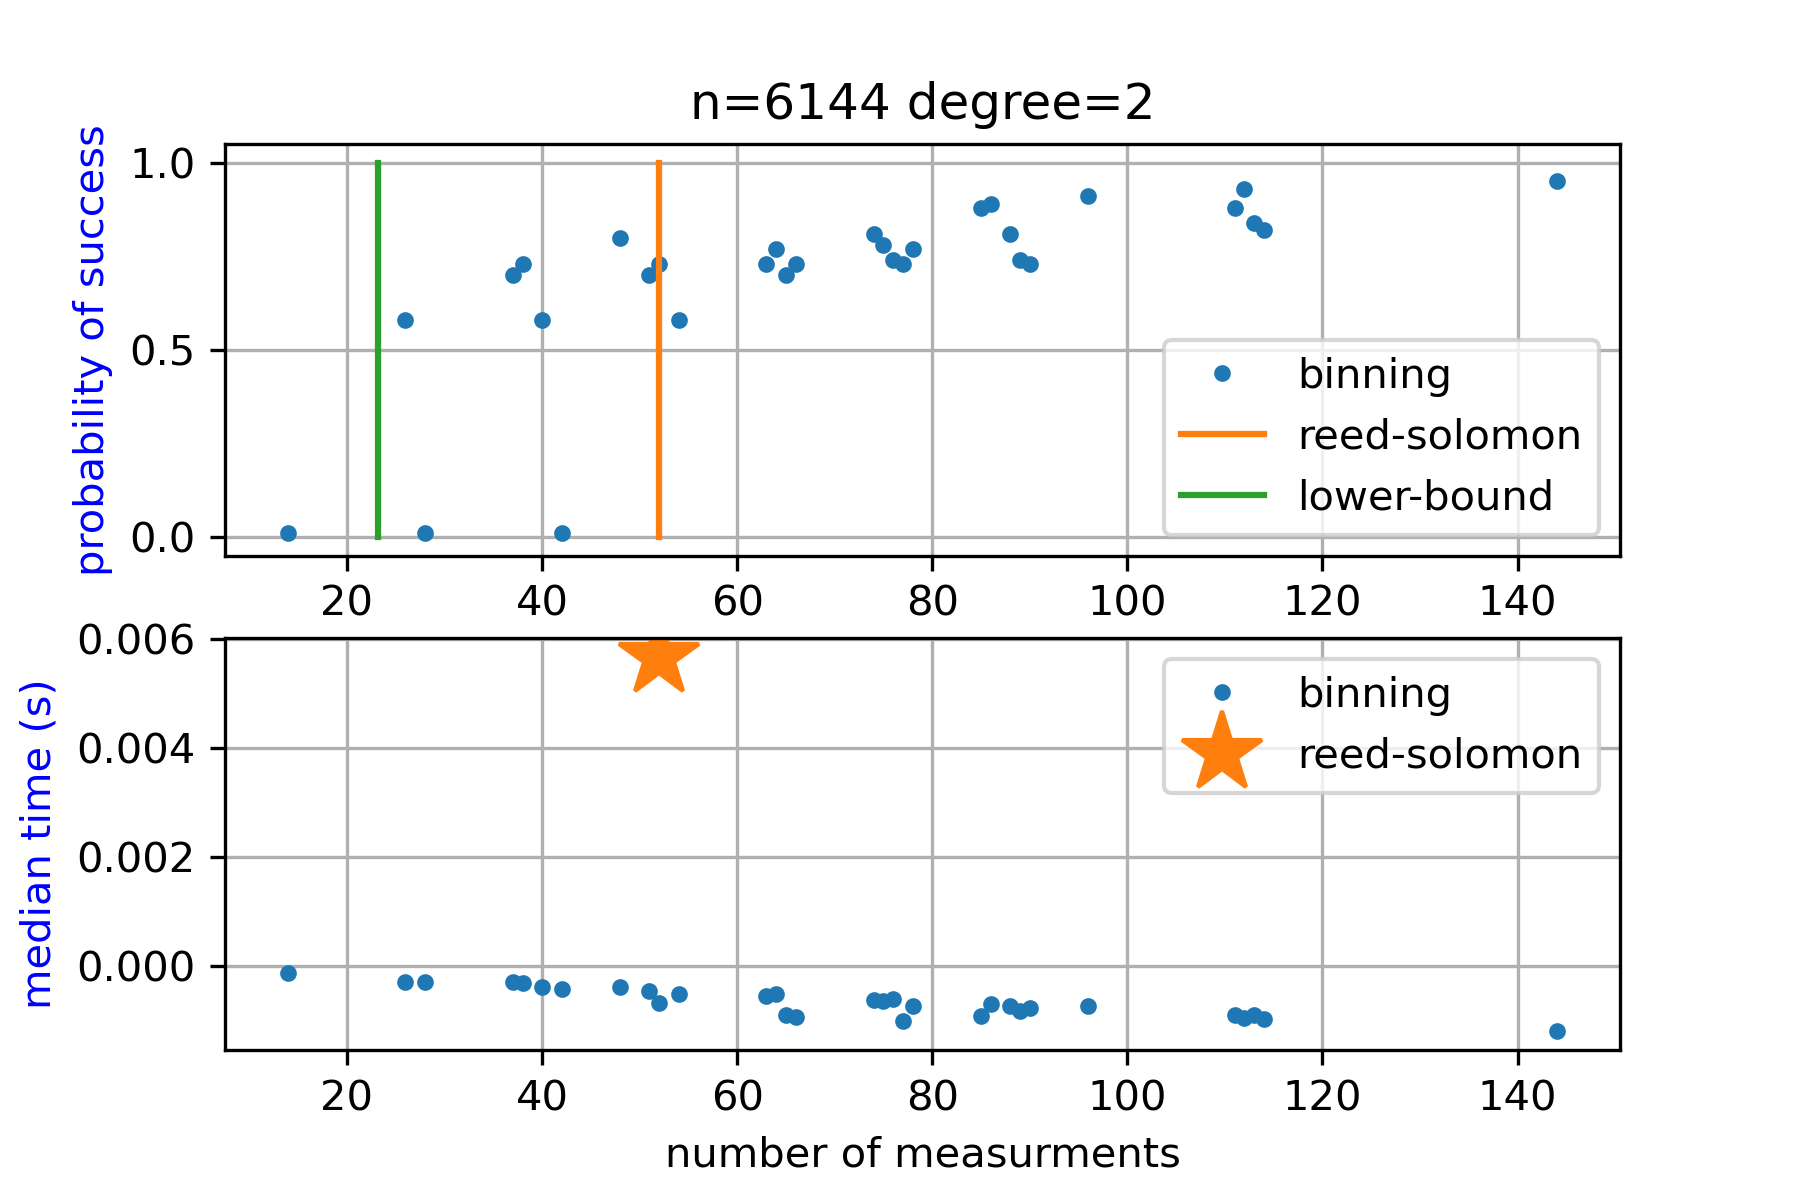 n=6144 degree=2
probability of success
1.0
0.5
0.0
binning
reed-solomon
lower-bound
20 40 60 80 100 120 140
median time (s)
0.006
0.004
0.002
0.000
binning
reed-solomon
20 40 60 80 100 120 140
number of measurments